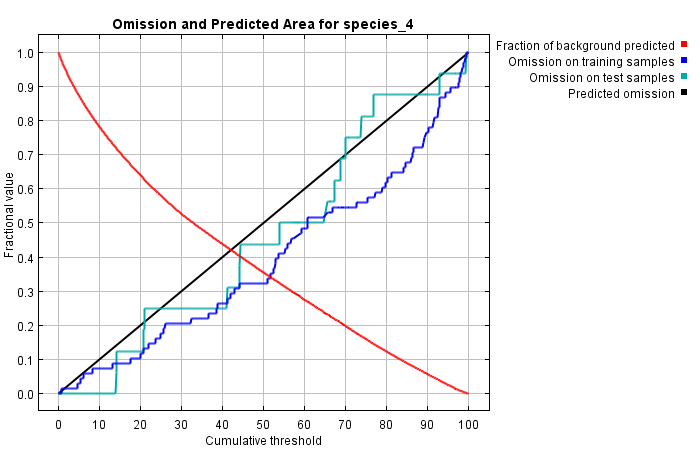 Omission and Predicted Area for species_4
Fraction of background predicted
Omission on training samples
Omission on test samples
Predicted omission
Fractional value
1.0
0.9
0.8
0.7
0.6
0.5
0.4
0.3
0.2
0.1
0.0
0 10 20 30 40 50 60 70 80 90 100
Cumulative threshold